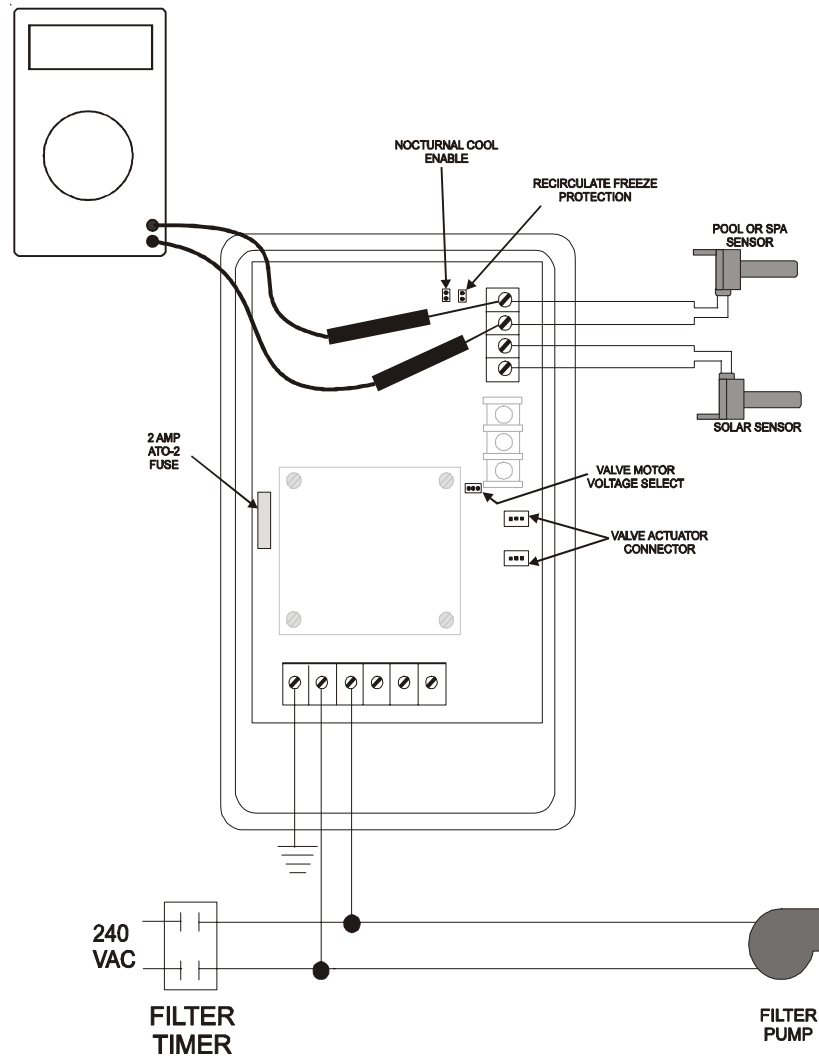 NOCTURNAL COOL
ENABLE
RECIRCULATE FREEZE
PROTECTION
POOL OR SPA
SENSOR
SOLAR SENSOR
2 AMP
ATO-2
FUSE
VALVE MOTOR
VOLTAGE SELECT
VALVE ACTUATOR
CONNECTOR
240
VAC
FILTER
TIMER
FILTER
PUMP